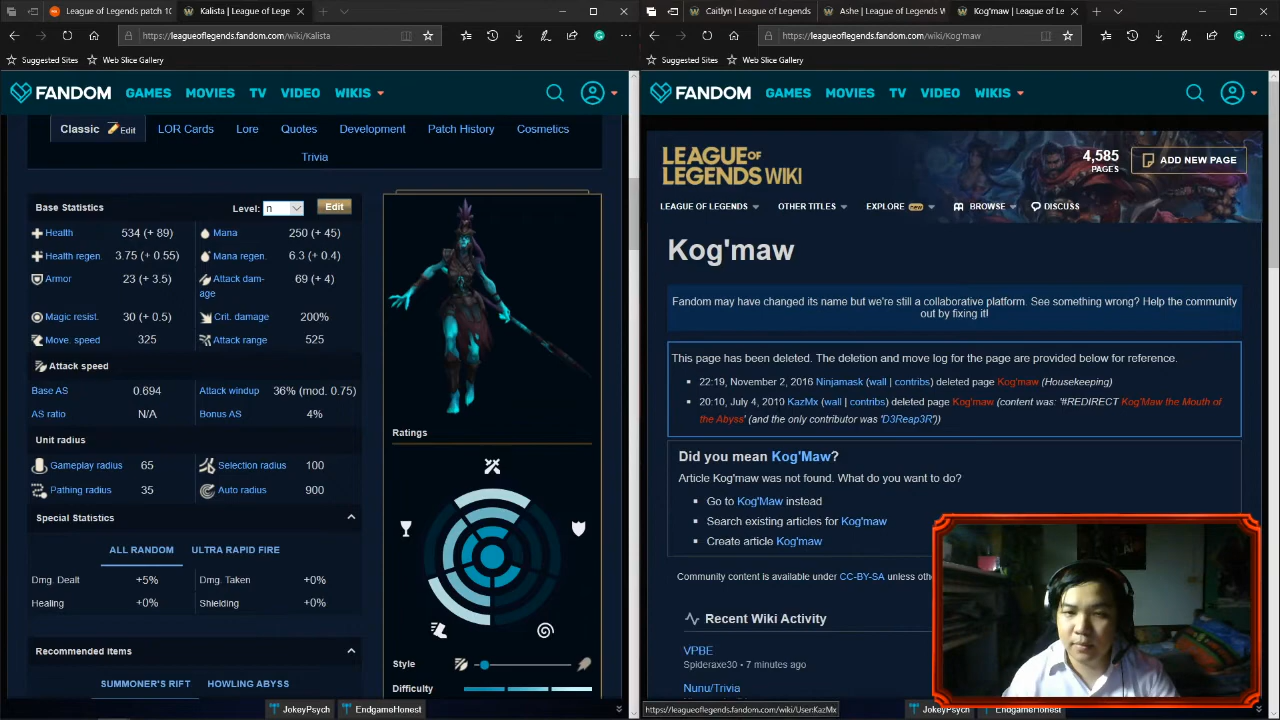 League of Legends patch 10
Kalista | League of Lege
https://leagueoflegends.fandom.com/wiki/Kalista
Suggested Sites
Web Slice Gallery
FANDOM
GAMES
MOVIES
TV
VIDEO
WIKIS
Classic
Edit
LOR Cards
Lore
Quotes
Development
Patch History
Cosmetics
Trivia
Base Statistics
Level:
n
Edit
Health 534 (+ 89)
Mana 250 (+ 45)
Health regen. 3.75 (+ 0.55)
Mana regen. 6.3 (+ 0.4)
Armor 23 (+ 3.5)
Attack dam-
age
69 (+ 4)
Magic resist. 30 (+ 0.5)
Crit. damage 200%
Move. speed 325
Attack range 525
Attack speed
Base AS 0.694
Attack windup 36% (mod. 0.75)
AS ratio N/A
Bonus AS 4%
Unit radius
Gameplay radius 65
Selection radius 100
Pathing radius 35
Auto radius 900
Special Statistics
ALL RANDOM
ULTRA RAPID FIRE
Dmg. Dealt +5%
Dmg. Taken +0%
Healing +0%
Shielding +0%
Recommended Items
SUMMONER'S RIFT
HOWLING ABYSS
Ratings
Style
Difficulty
JokeyPsych
EndgameHonest
Caitlyn | League of Legends
Ashe | League of Legends W
Kog'maw | League of Le
https://leagueoflegends.fandom.com/wiki/Kog'maw
Suggested Sites
Web Slice Gallery
FANDOM
GAMES
MOVIES
TV
VIDEO
WIKIS
LEAGUE OF
LEGENDS WIKI
4,585
PAGES
ADD NEW PAGE
LEAGUE OF LEGENDS
OTHER TITLES
EXPLORE
BROWSE
DISCUSS
Kog'maw
Fandom may have changed its name but we're still a collaborative platform. See something wrong? Help the community
out by fixing it!
This page has been deleted. The deletion and move log for the page are provided below for reference.
22:19, November 2, 2016 Ninjamask (wall | contribs) deleted page Kog'maw (Housekeeping)
20:10, July 4, 2010 KazMx (wall | contribs) deleted page Kog'maw (content was: '#REDIRECT Kog'Maw the Mouth of
the Abyss' (and the only contributor was 'D3Reap3R'))
Did you mean Kog'Maw?
Article Kog'maw was not found. What do you want to do?
Go to Kog'Maw instead
Search existing articles for Kog'maw
Create article Kog'maw
Community content is available under CC-BY-SA unless othe
Recent Wiki Activity
VPBE
Spideraxe30 • 7 minutes ago
Nunu/Trivia
https://leagueoflegends.fandom.com/wiki/User:KazMx
JokeyPsych
EndgameHonest